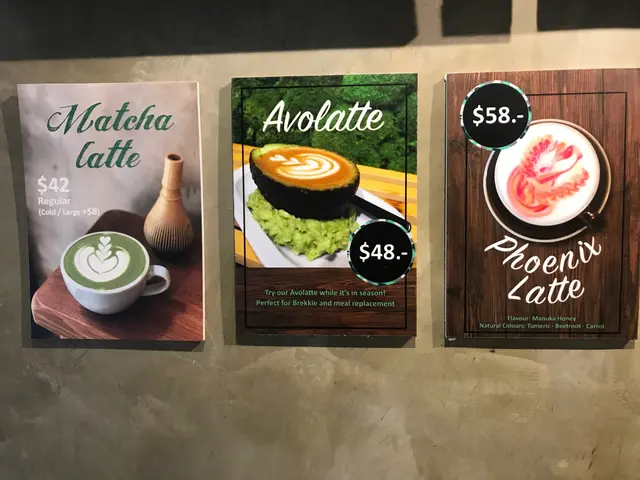 Matcha
latte
$42
Regular
(Cold / Large +$8)
Avolatte
$48.-
Try our Avolatte while it's in season!
Perfect for Brekkie and meal replacement
$58.-
Phoenix
Latte
Flavour: Manuka Honey
Natural Colours: Tumeric · Beetroot · Carrot